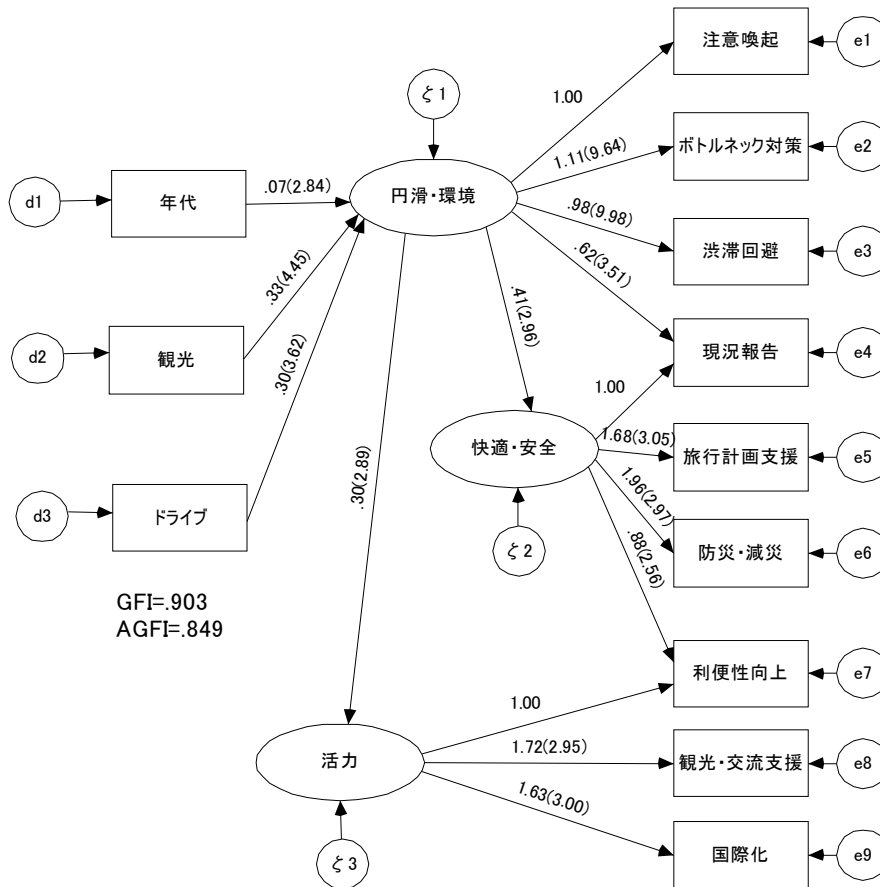 注意喚起
e1
ζ1
1.00
ボトルネック対策
e2
1.11(9.64)
d1
年代
.07(2.84)
円滑・環境
.98(9.98)
渋滞回避
e3
.62(3.51)
.33(4.45)
d2
観光
.30(3.62)
.41(2.96)
現況報告
e4
1.00
快適・安全
1.68(3.05)
旅行計画支援
e5
.30(2.89)
1.96(2.97)
d3
ドライブ
ζ2
.88(2.56)
防災・減災
e6
GFI=.903
AGFI=.849
利便性向上
e7
1.00
活力
1.72(2.95)
観光・交流支援
e8
1.63(3.00)
ζ3
国際化
e9